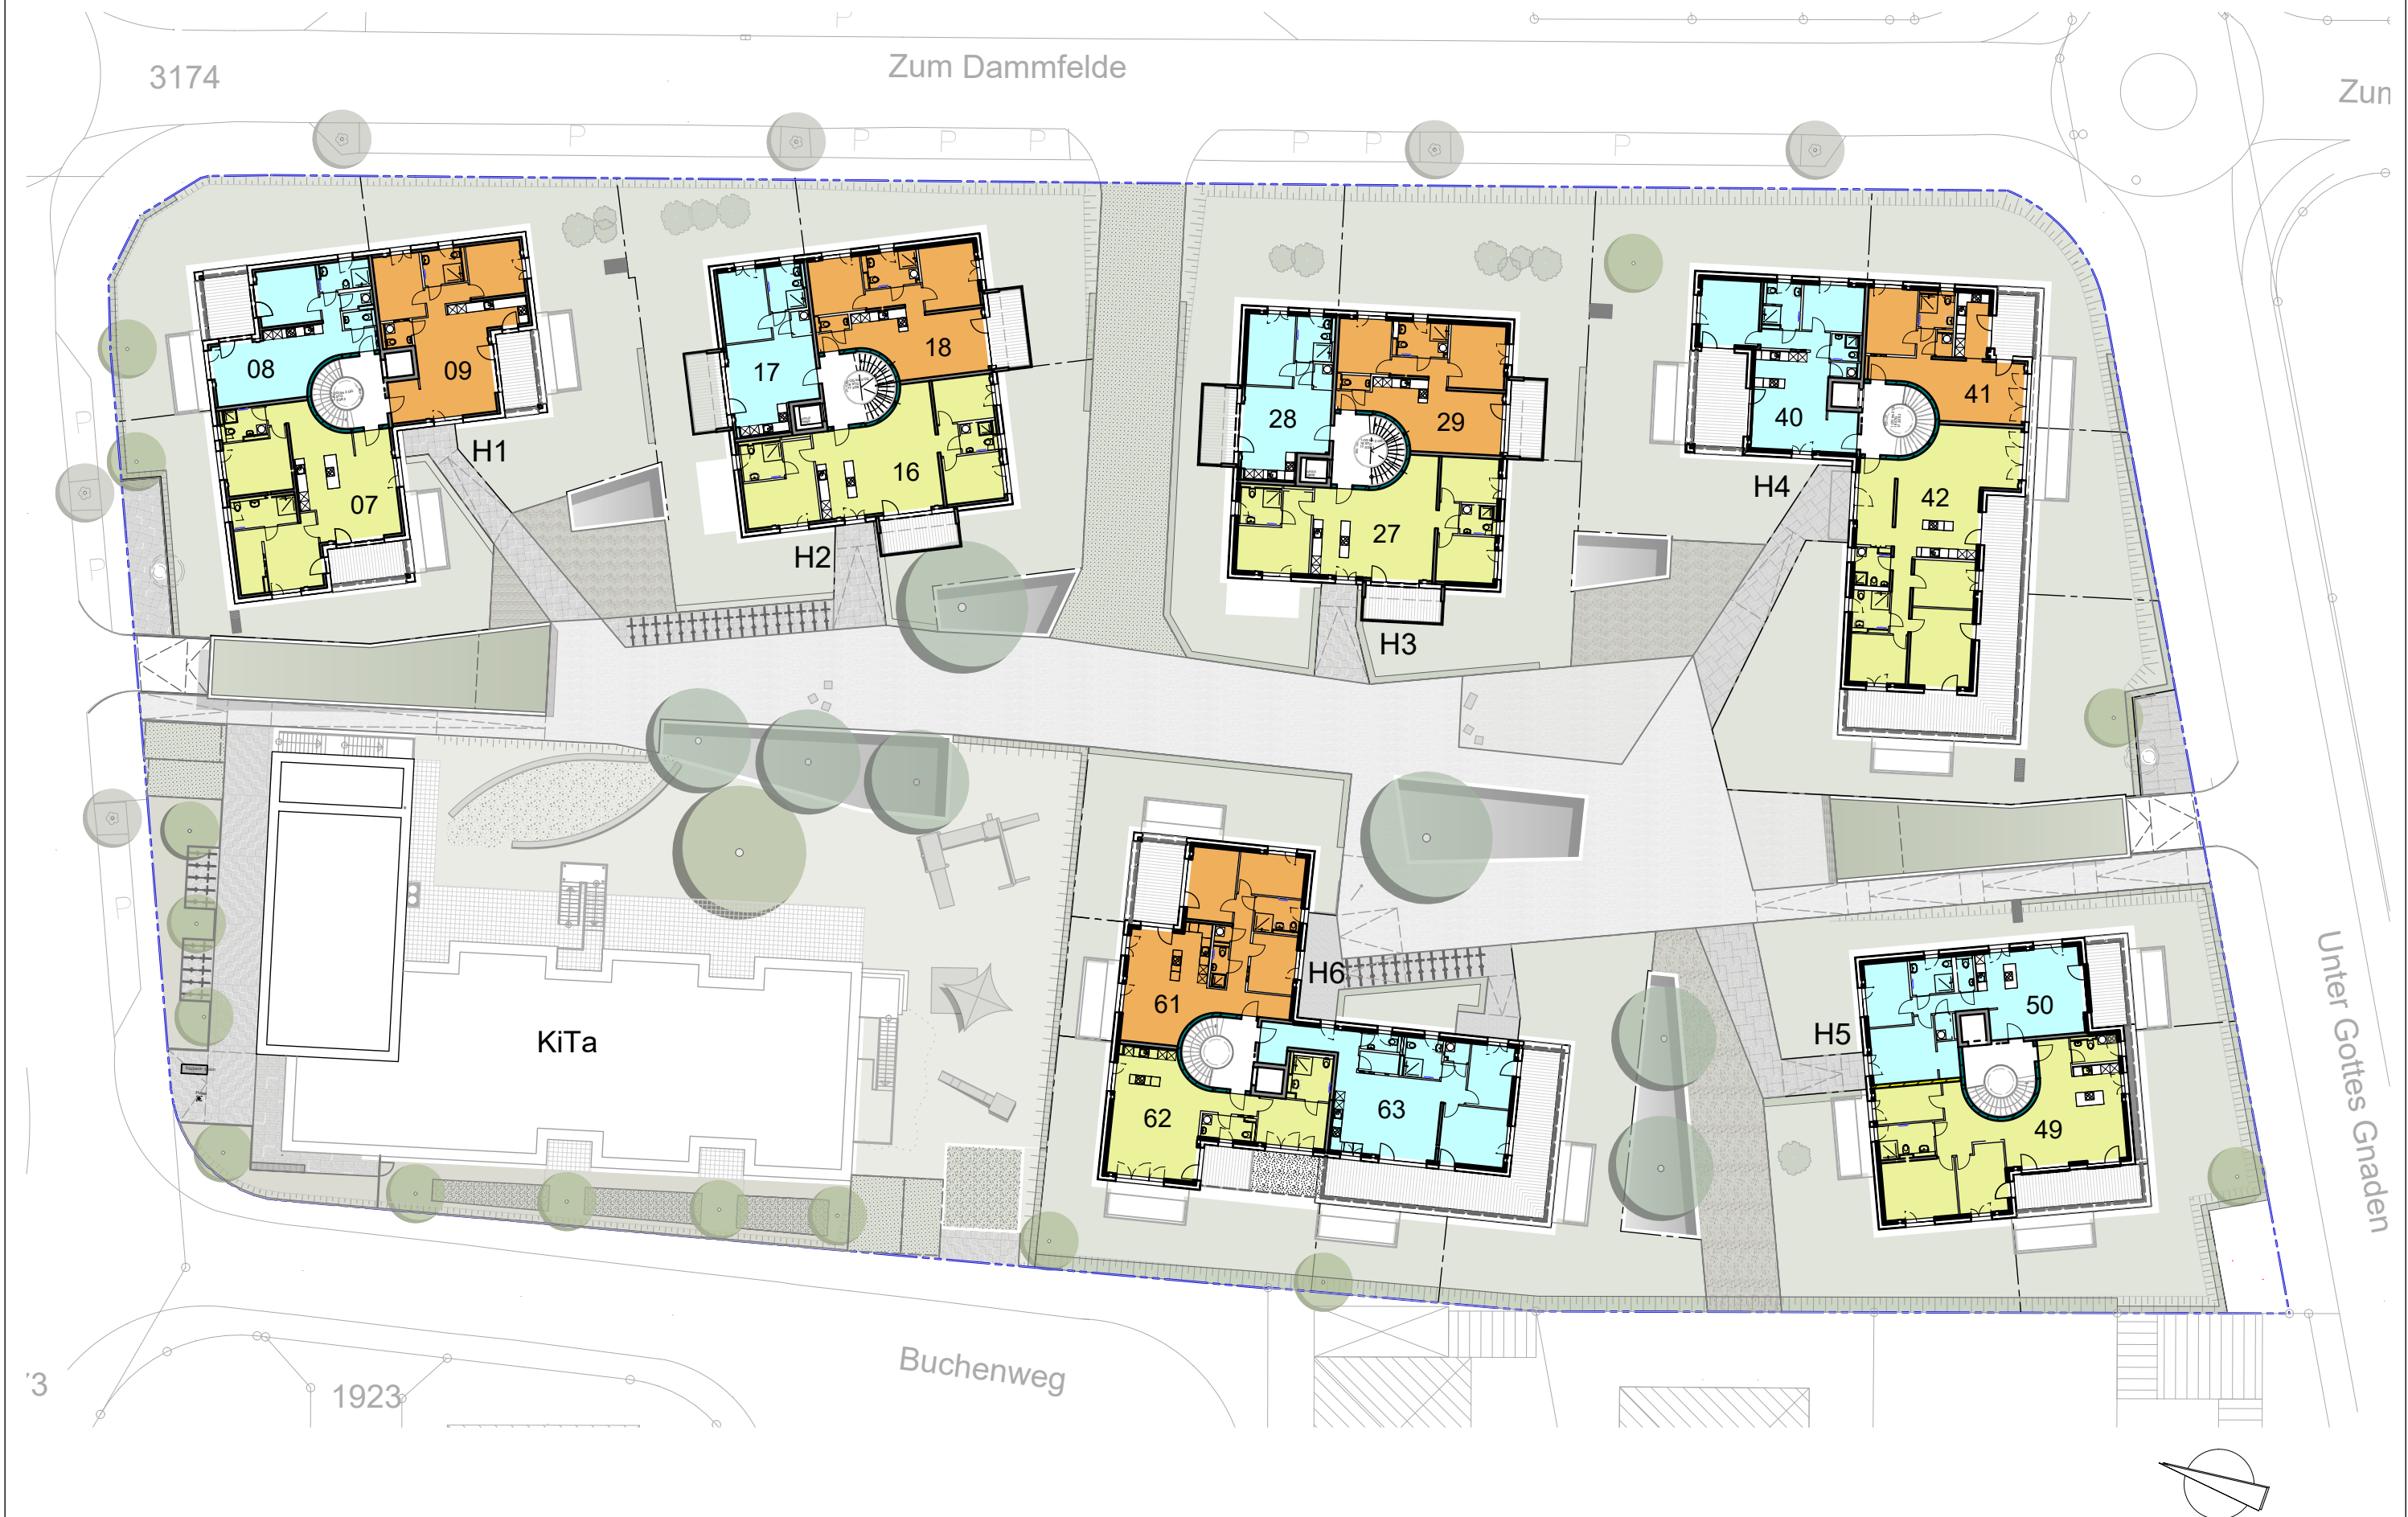 P
Zum Dammfelde
3174
Zun
P
P
P
P
P
P
P
08
09
17
18
28
29
40
41
H1
H2
H3
H4
07
16
27
42
P
P
P
KiTa
61
H6
62
63
H5
50
49
Unter Gottes Gnaden
Buchenweg
'3
1923